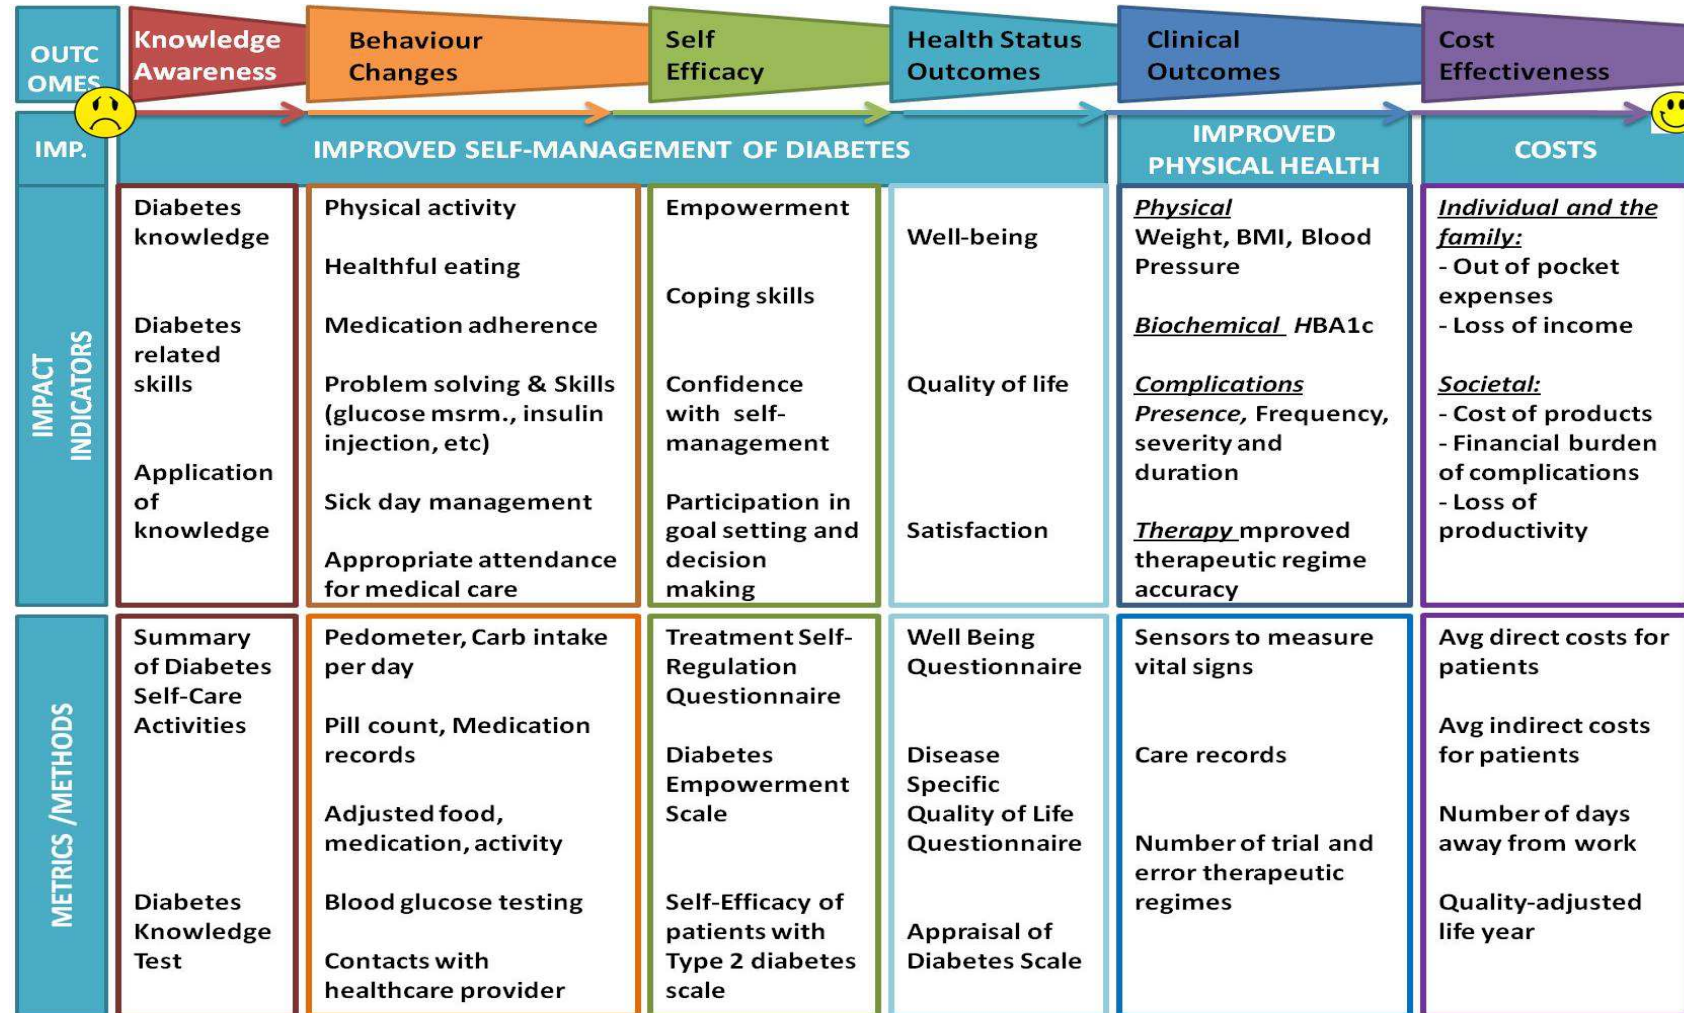 OUTC
OMES
Knowledge
Awareness
Behaviour
Changes
Self
Efficacy
Health Status
Outcomes
Clinical
Outcomes
Cost
Effectiveness
IMP.
IMPROVED SELF-MANAGEMENT OF DIABETES
IMPROVED
PHYSICAL HEALTH
COSTS
IMPACT
INDICATORS
Diabetes
knowledge
Diabetes
related
skills
Application
of
knowledge
Physical activity
Healthful eating
Medication adherence
Problem solving & Skills
(glucose msrm., insulin
injection, etc)
Sick day management
Appropriate attendance
for medical care
Empowerment
Coping skills
Confidence
with self-
management
Participation in
goal setting and
decision
making
Well-being
Quality of life
Satisfaction
Physical
Weight, BMI, Blood
Pressure
Biochemical HBA1c
Complications
Presence, Frequency,
severity and
duration
Therapy mproved
therapeutic regime
accuracy
Individual and the
family:
- Out of pocket
expenses
- Loss of income
Societal:
- Cost of products
- Financial burden
of complications
- Loss of
productivity
METRICS /METHODS
Summary
of Diabetes
Self-Care
Activities
Diabetes
Knowledge
Test
Pedometer, Carb intake
per day
Pill count, Medication
records
Adjusted food,
medication, activity
Blood glucose testing
Contacts with
healthcare provider
Treatment Self-
Regulation
Questionnaire
Diabetes
Empowerment
Scale
Self-Efficacy of
patients with
Type 2 diabetes
scale
Well Being
Questionnaire
Disease
Specific
Quality of Life
Questionnaire
Appraisal of
Diabetes Scale
Sensors to measure
vital signs
Care records
Number of trial and
error therapeutic
regimes
Avg direct costs for
patients
Avg indirect costs
for patients
Number of days
away from work
Quality-adjusted
life year